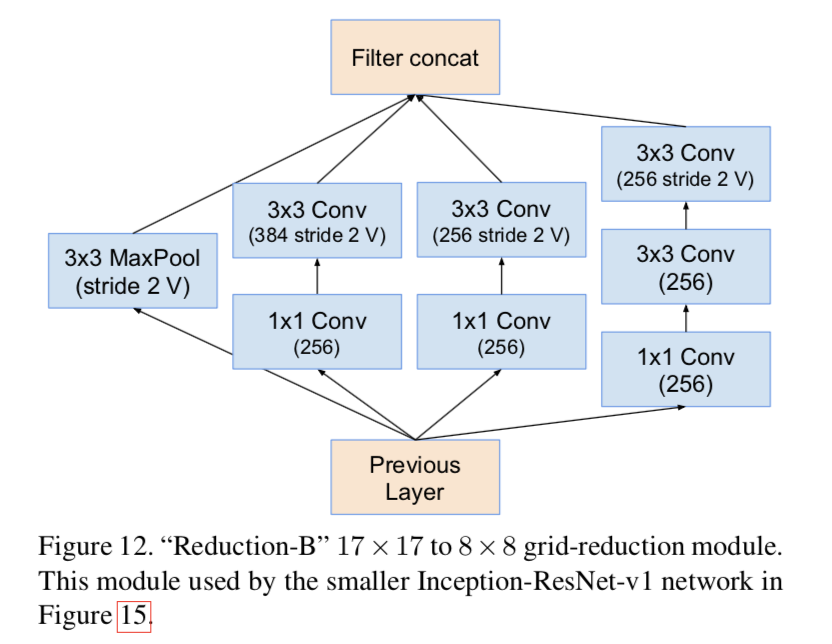 Filter concat
3x3 MaxPool
(stride 2 V)
3x3 Conv
(384 stride 2 V)
1x1 Conv
(256)
3x3 Conv
(256 stride 2 V)
1x1 Conv
(256)
3x3 Conv
(256 stride 2 V)
3x3 Conv
(256)
1x1 Conv
(256)
Previous
Layer
Figure 12. “Reduction-B” 17 × 17 to 8 × 8 grid-reduction module.
This module used by the smaller Inception-ResNet-v1 network in
Figure 15.